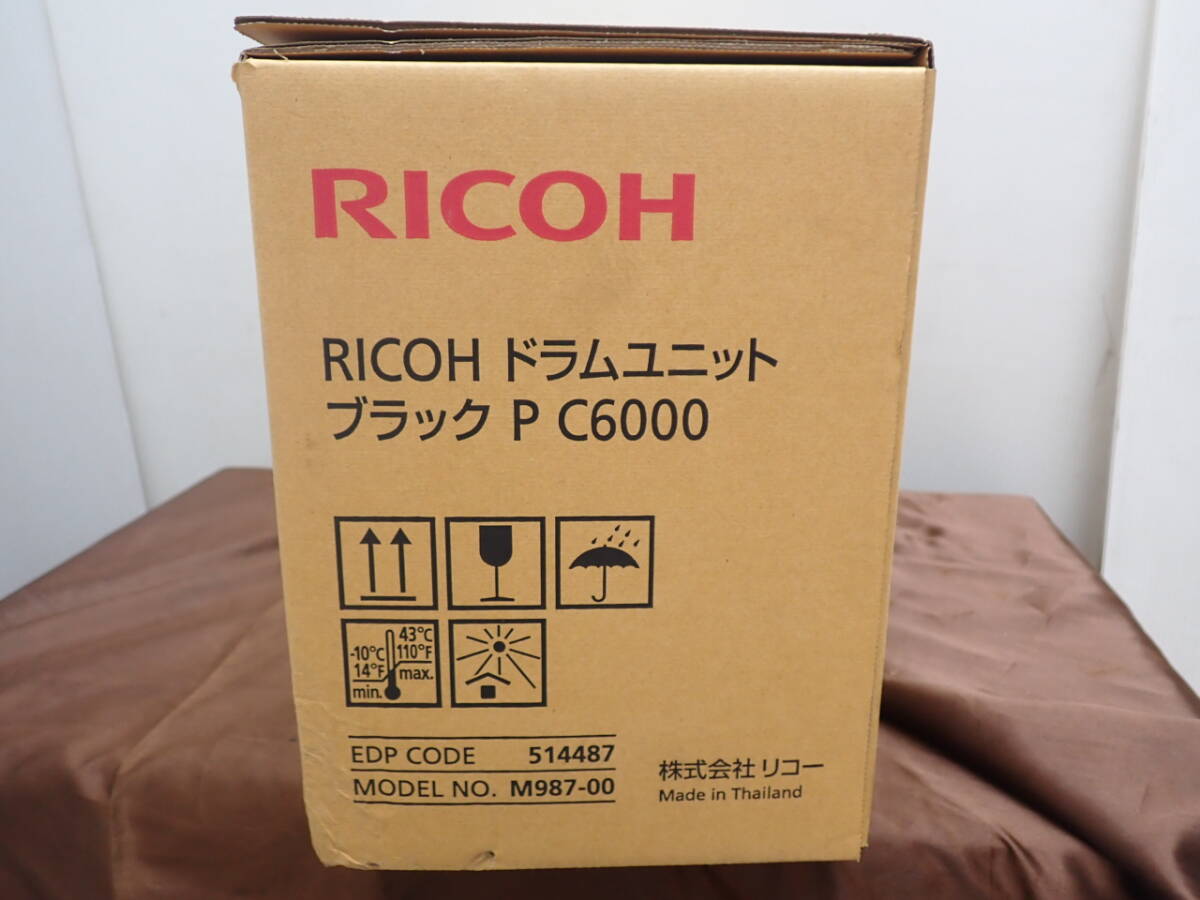 RICOH
RICOH ドラムユニット
ブラック P C6000
-10°C 43°C
14°F 110°F
min. max.
EDP CODE 514487
MODEL NO. M987-00
株式会社 リコー
Made in Thailand